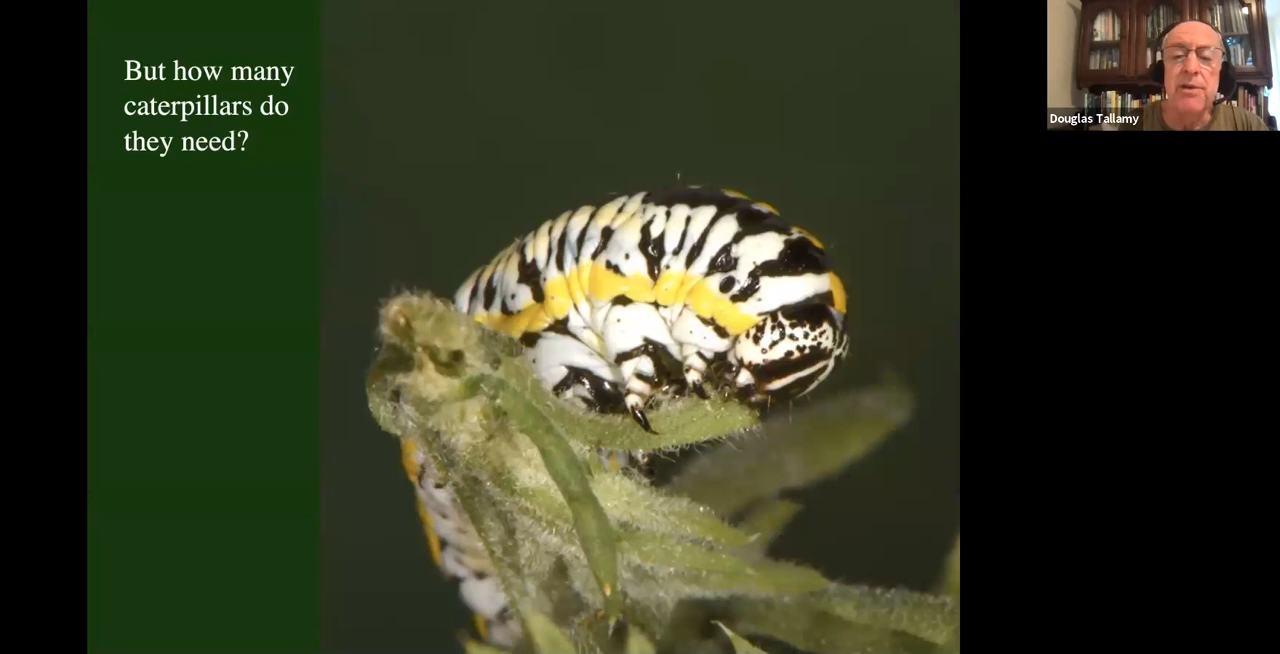 But how many
caterpillars do
they need?
Douglas Tallamy